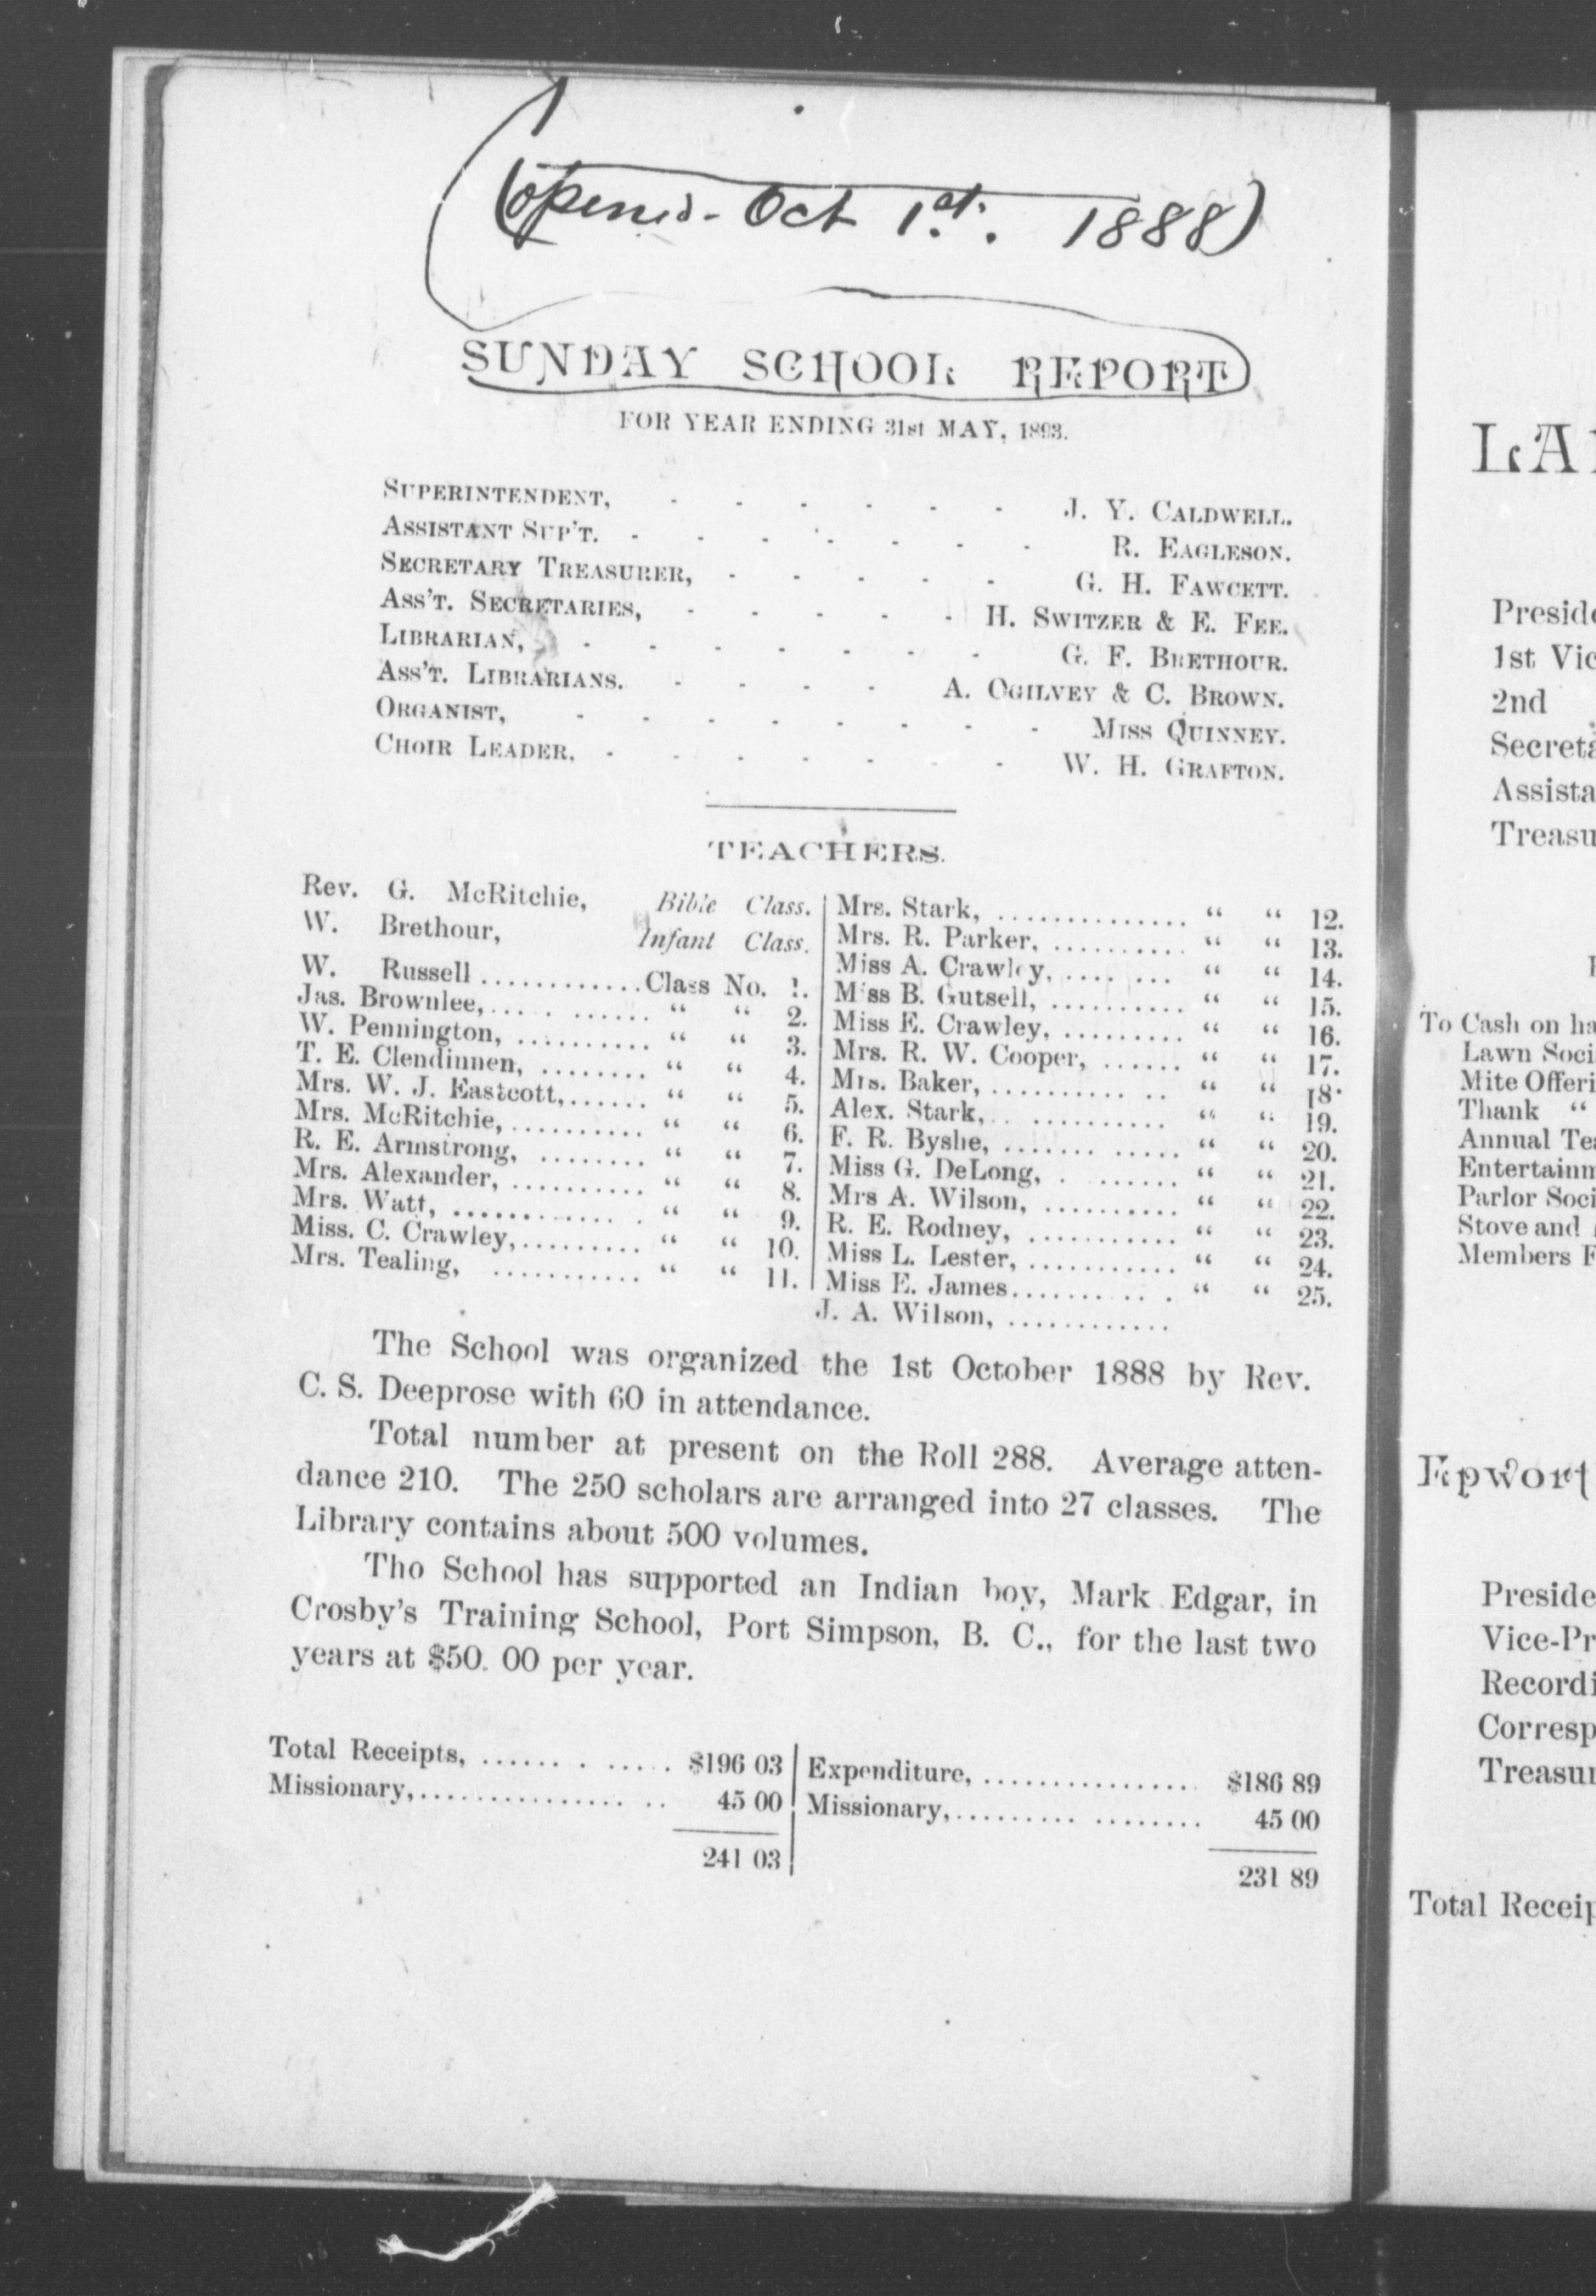 (opened - Oct 1st. 1888)
SUNDAY SCHOOL REPORT
FOR YEAR ENDING 31st MAY, 1893.
SUPERINTENDENT, - - - - - - J. Y. CALDWELL.
ASSISTANT SUP'T. - - - - - - - R. EAGLESON.
SECRETARY TREASURER, - - - - - G. H. FAWCETT.
ASS'T. SECRETARIES, - - - - - H. SWITZER & E. FEE.
LIBRARIAN, - - - - - - - G. F. BRETHOUR.
ASS'T. LIBRARIANS. - - - - A. OGILVEY & C. BROWN.
ORGANIST, - - - - - - - - MISS QUINNEY.
CHOIR LEADER, - - - - - - - W. H. GRAFTON.
TEACHERS.
Rev. G. McRitchie, Bible Class.
W. Brethour, Infant Class.
W. Russell ............ Class No. 1.
Jas. Brownlee, .... ...... “ “ 2.
W. Pennington, .......... “ “ 3.
T. E. Clendinnen, ........ “ “ 4.
Mrs. W. J. Eastcott, ...... “ “ 5.
Mrs. McRitchie, .......... “ “ 6.
R. E. Armstrong, ........ “ “ 7.
Mrs. Alexander, .......... “ “ 8.
Mrs. Watt, .............. “ “ 9.
Miss. C. Crawley, ......... “ “ 10.
Mrs. Tealing, ........... “ “ 11.
Mrs. Stark, .............. “ “ 12.
Mrs. R. Parker, .......... “ “ 13.
Miss A. Crawley, .... ... “ “ 14.
Miss B. Gutsell, .......... “ “ 15.
Miss E. Crawley, ......... “ “ 16.
Mrs. R. W. Cooper, ...... “ “ 17.
Mrs. Baker, .......... .. “ “ 18.
Alex. Stark, .. .......... “ “ 19.
F. R. Byshe, ....... ..... “ “ 20.
Miss G. DeLong, . ....... “ “ 21.
Mrs A. Wilson, .......... “ “ 22.
R. E. Rodney, ........... “ “ 23.
Miss L. Lester, ........... “ “ 24.
Miss E. James .......... . “ “ 25.
J. A. Wilson, ............
The School was organized the 1st October 1888 by Rev.
C. S. Deeprose with 60 in attendance.
Total number at present on the Roll 288. Average atten-
dance 210. The 250 scholars are arranged into 27 classes. The
Library contains about 500 volumes.
Tho School has supported an Indian boy, Mark Edgar, in
Crosby's Training School, Port Simpson, B. C., for the last two
years at $50. 00 per year.
Total Receipts, ....... . ..... $196 03
Missionary, ................ .. 45 00
241 03
Expenditure, ................ $186 89
Missionary, .......... ........ 45 00
231 89
LA
Preside
1st Vic
2nd
Secreta
Assista
Treasu
To Cash on ha
Lawn Soci
Mite Offeri
Thank “
Annual Tea
Entertainm
Parlor Soci
Stove and
Members F
Epwort
Preside
Vice-Pr
Recordi
Corresp
Treasur
Total Receip